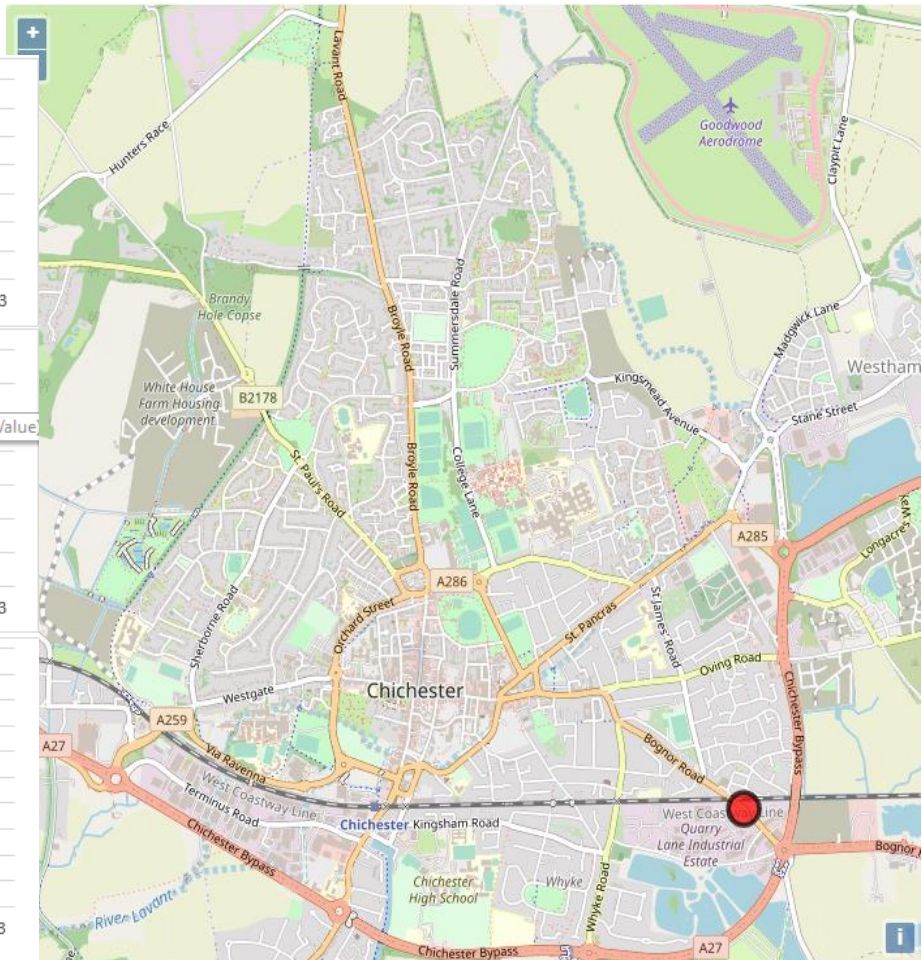 +
Lavant Road
Goodwood
Aerodrome
Claypit Lane
Hunters Race
3
Brandy
Hole Copse
Summersdale Road
Broyle Road
Madgwick Lane
Westham
White House
Farm Housing
development
B2178
Kingsmead Avenue
Stane Street
Value)
St. Paul's Road
Broyle Road
College Lane
A285
Longacres Way
A286
Orchard Street
Sherborne Road
St. Pancras
St James' Road
3
Oving Road
Westgate
Chichester
A259
Chichester Bypass
A27
Via Ravenna
Bognor Road
West Coastway Line
Terminus Road
Chichester
Kingsham Road
Quarry
Lane Industrial
Estate
Bognor
Chichester Bypass
Chichester
High School
Whyke
Whyke Road
River Lavant
3
Chichester Bypass
A27
i